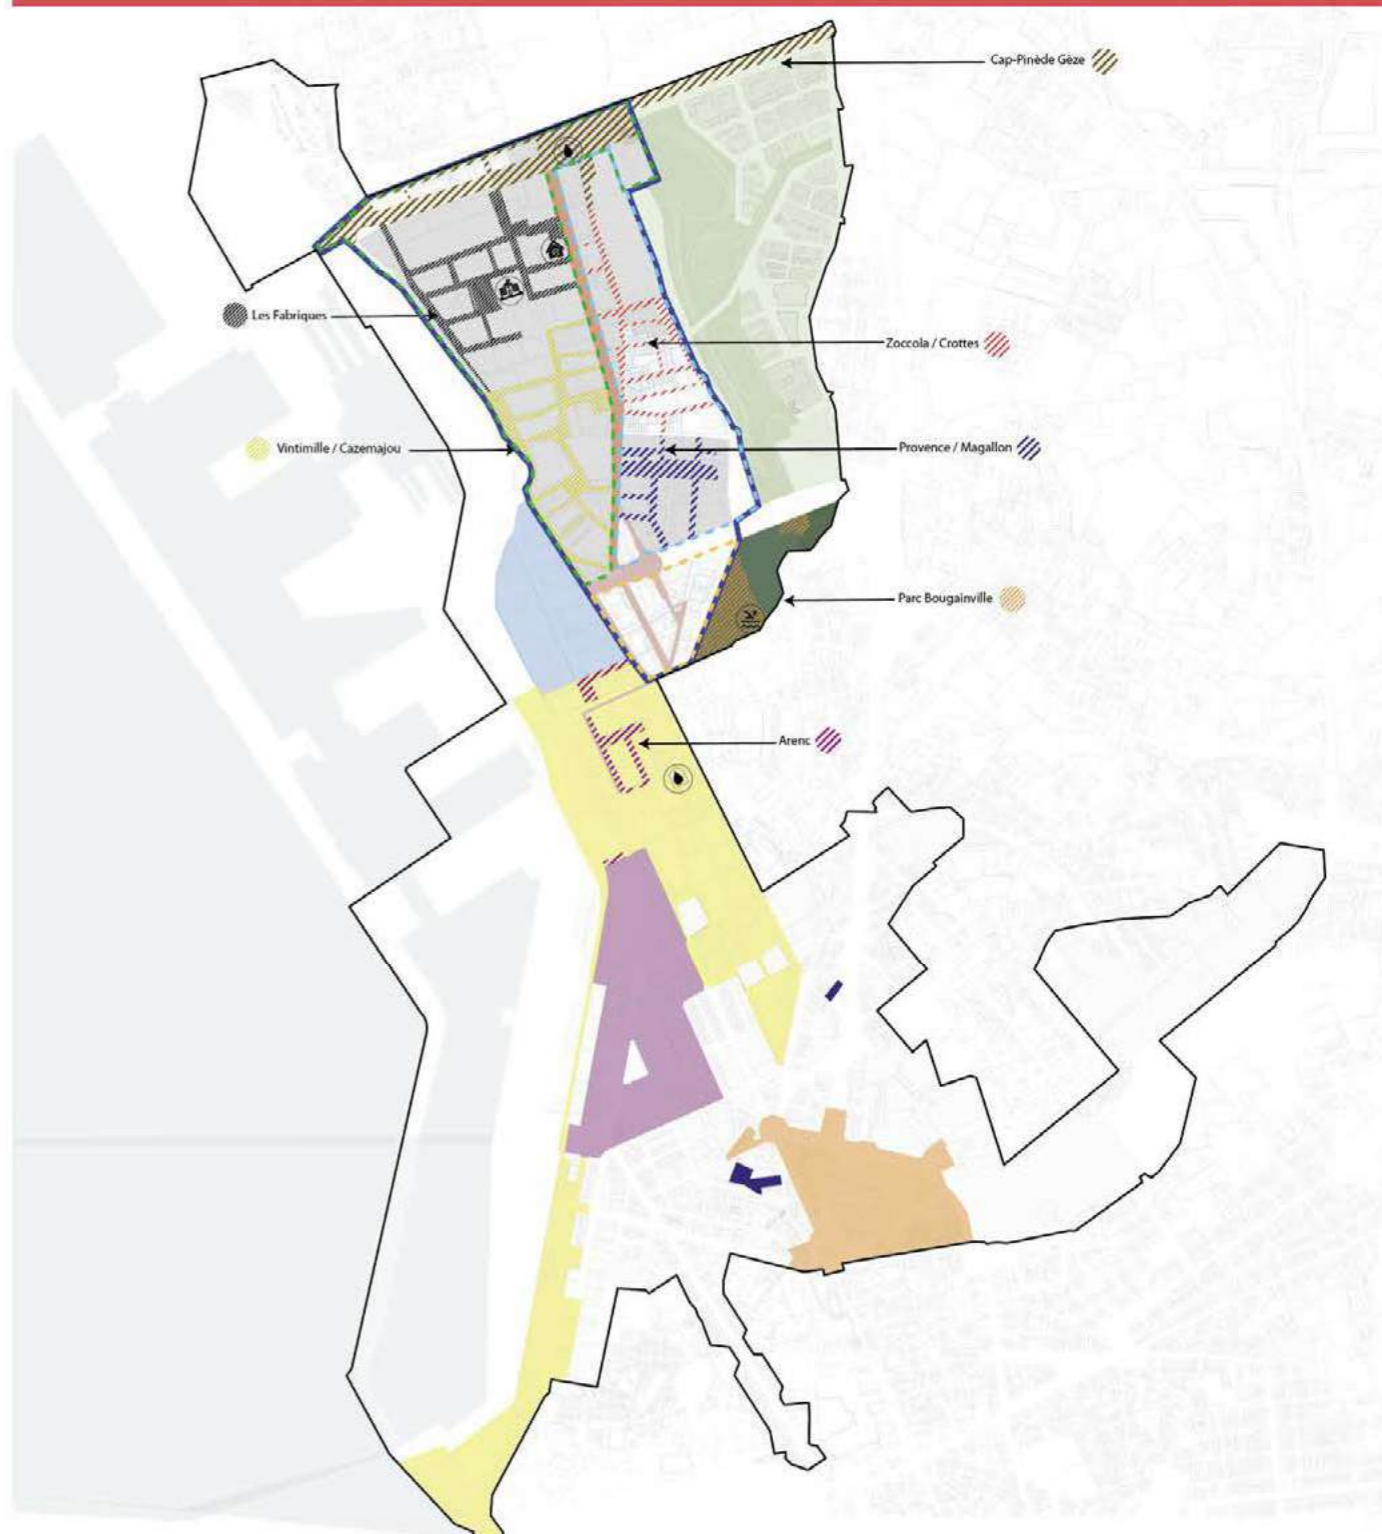 Cap-Pinède Gèze
Les Fabriques
Zoccola / Crottes
Vintimille / Cazemajou
Provence / Magallon
Parc Bougainville
Arenc